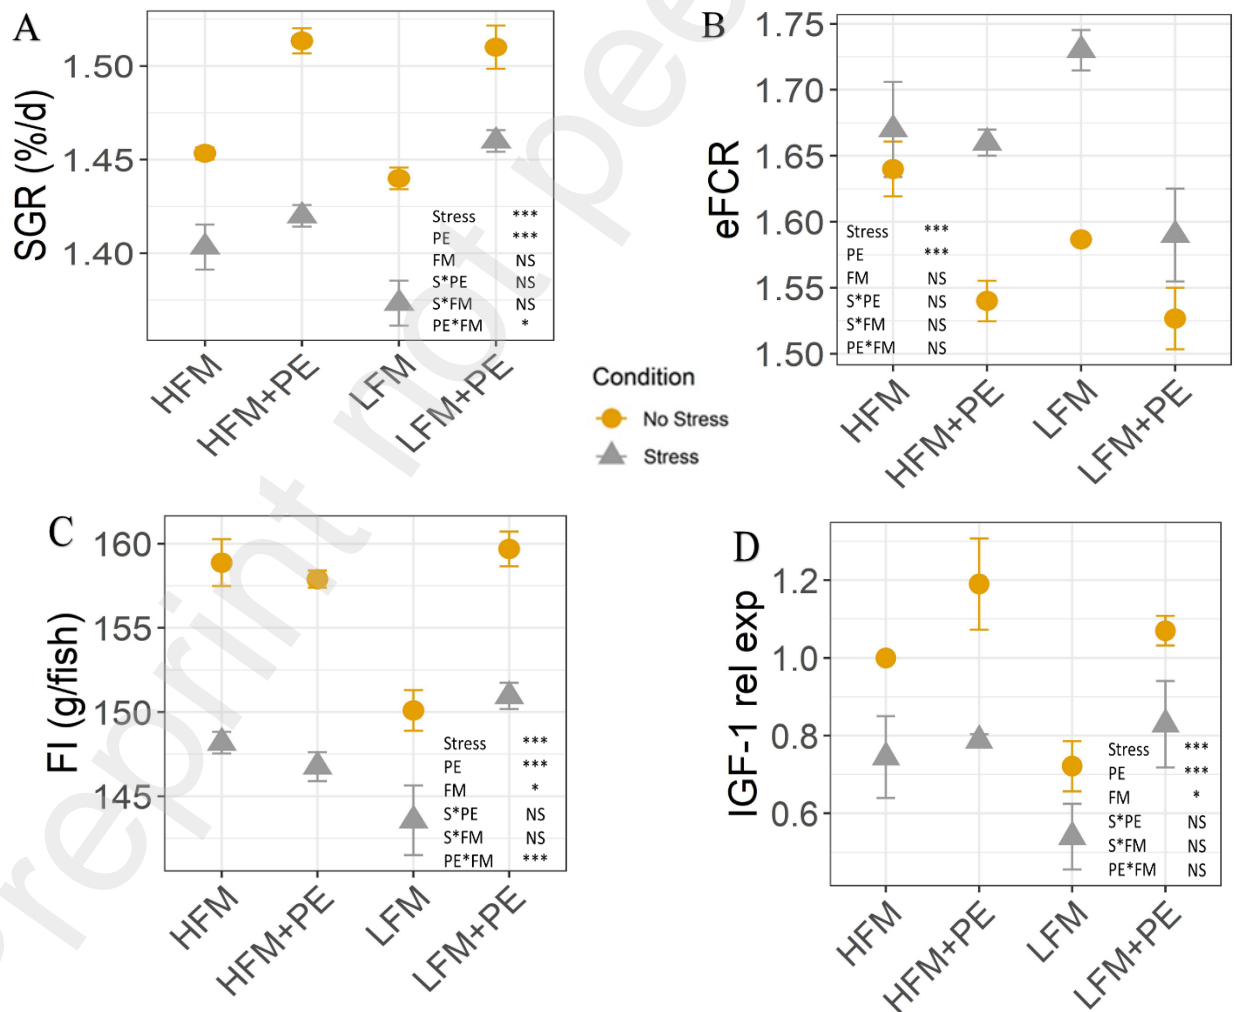 A
SGR (%/d)
1.50
1.45
1.40
Stress ***
PE ***
FM NS
S*PE NS
S*FM NS
PE*FM *
HFM
HFM+PE
LFM
LFM+PE
B
eFCR
1.75
1.70
1.65
1.60
1.55
1.50
Stress ***
PE ***
FM NS
S*PE NS
S*FM NS
PE*FM NS
HFM
HFM+PE
LFM
LFM+PE
Condition
No Stress
Stress
C
FI (g/fish)
160
155
150
145
Stress ***
PE ***
FM *
S*PE NS
S*FM NS
PE*FM ***
HFM
HFM+PE
LFM
LFM+PE
D
IGF-1 rel exp
1.2
1.0
0.8
0.6
Stress ***
PE ***
FM *
S*PE NS
S*FM NS
PE*FM NS
HFM
HFM+PE
LFM
LFM+PE
preprint not pee